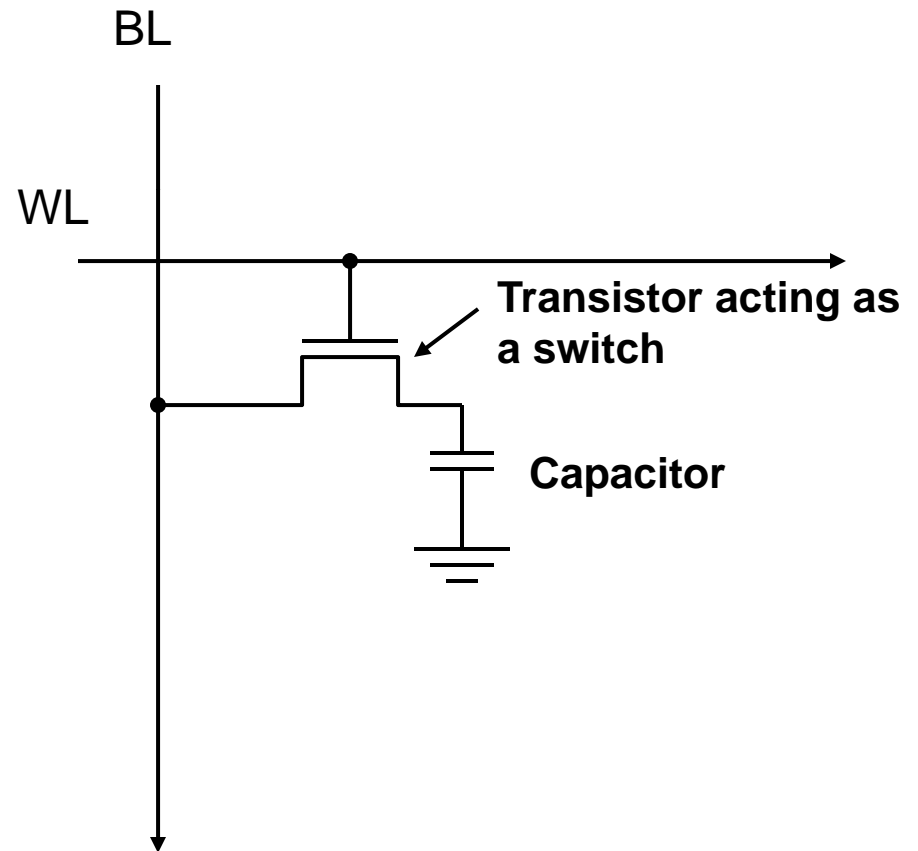 BL
WL
Transistor acting as
a switch
Capacitor